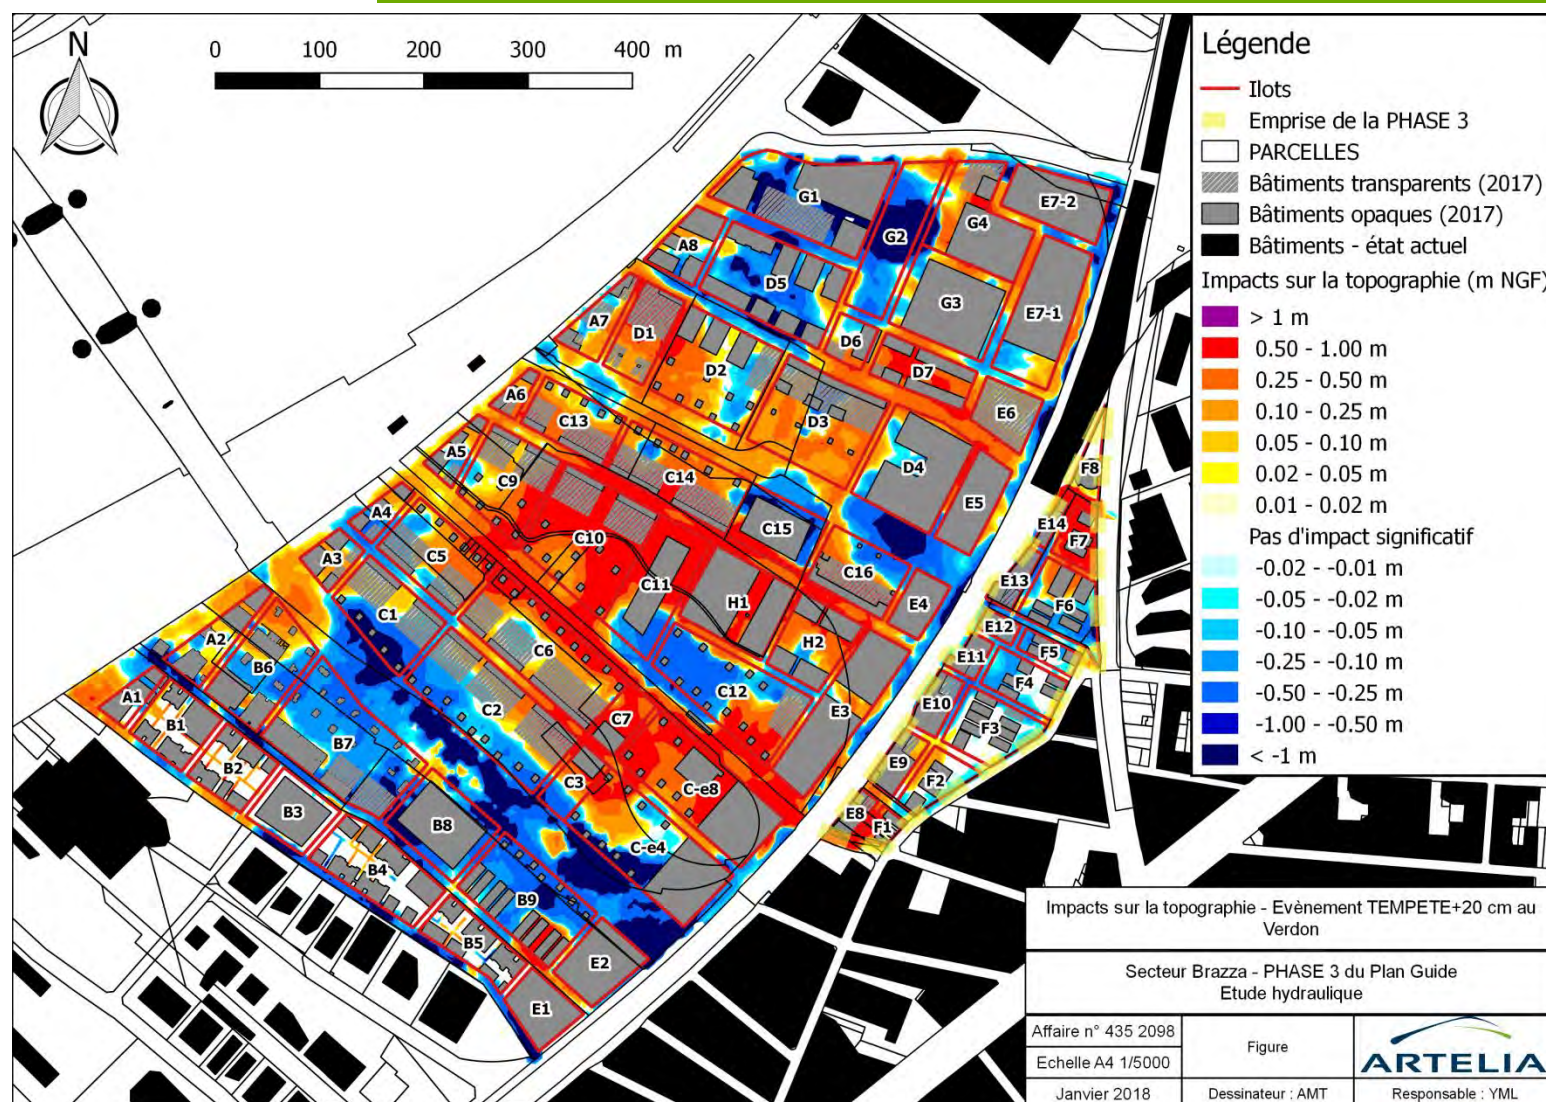 N
0 100 200 300 400 m
Légende
Ilots
Emprise de la PHASE 3
PARCELLES
Bâtiments transparents (2017)
Bâtiments opaques (2017)
Bâtiments - état actuel
Impacts sur la topographie (m NGF)
> 1 m
0.50 - 1.00 m
0.25 - 0.50 m
0.10 - 0.25 m
0.05 - 0.10 m
0.02 - 0.05 m
0.01 - 0.02 m
Pas d'impact significatif
-0.02 - -0.01 m
-0.05 - -0.02 m
-0.10 - -0.05 m
-0.25 - -0.10 m
-0.50 - -0.25 m
-1.00 - -0.50 m
< -1 m
G1
E7-2
G4
G2
A8
D5
G3
E7-1
A7
D1
D6
D2
D7
A6
C13
D3
E6
A5
C9
C14
D4
F8
A4
C10
C15
E5
E14
F7
A3
C5
C11
C16
E13
C1
H1
E4
F6
A2
B6
C6
H2
E12
F5
E11
F4
A1
B1
C2
C12
E3
E10
B7
C7
F3
B2
C3
C-e8
E9
F2
B3
B8
E8
F1
C-e4
B4
B9
B5
E2
E1
Impacts sur la topographie - Evènement TEMPETE+20 cm au
Verdon
Secteur Brazza - PHASE 3 du Plan Guide
Etude hydraulique
Affaire n° 435 2098
Echelle A4 1/5000
Janvier 2018
Figure
Dessinateur : AMT
ARTELIA
Responsable : YML